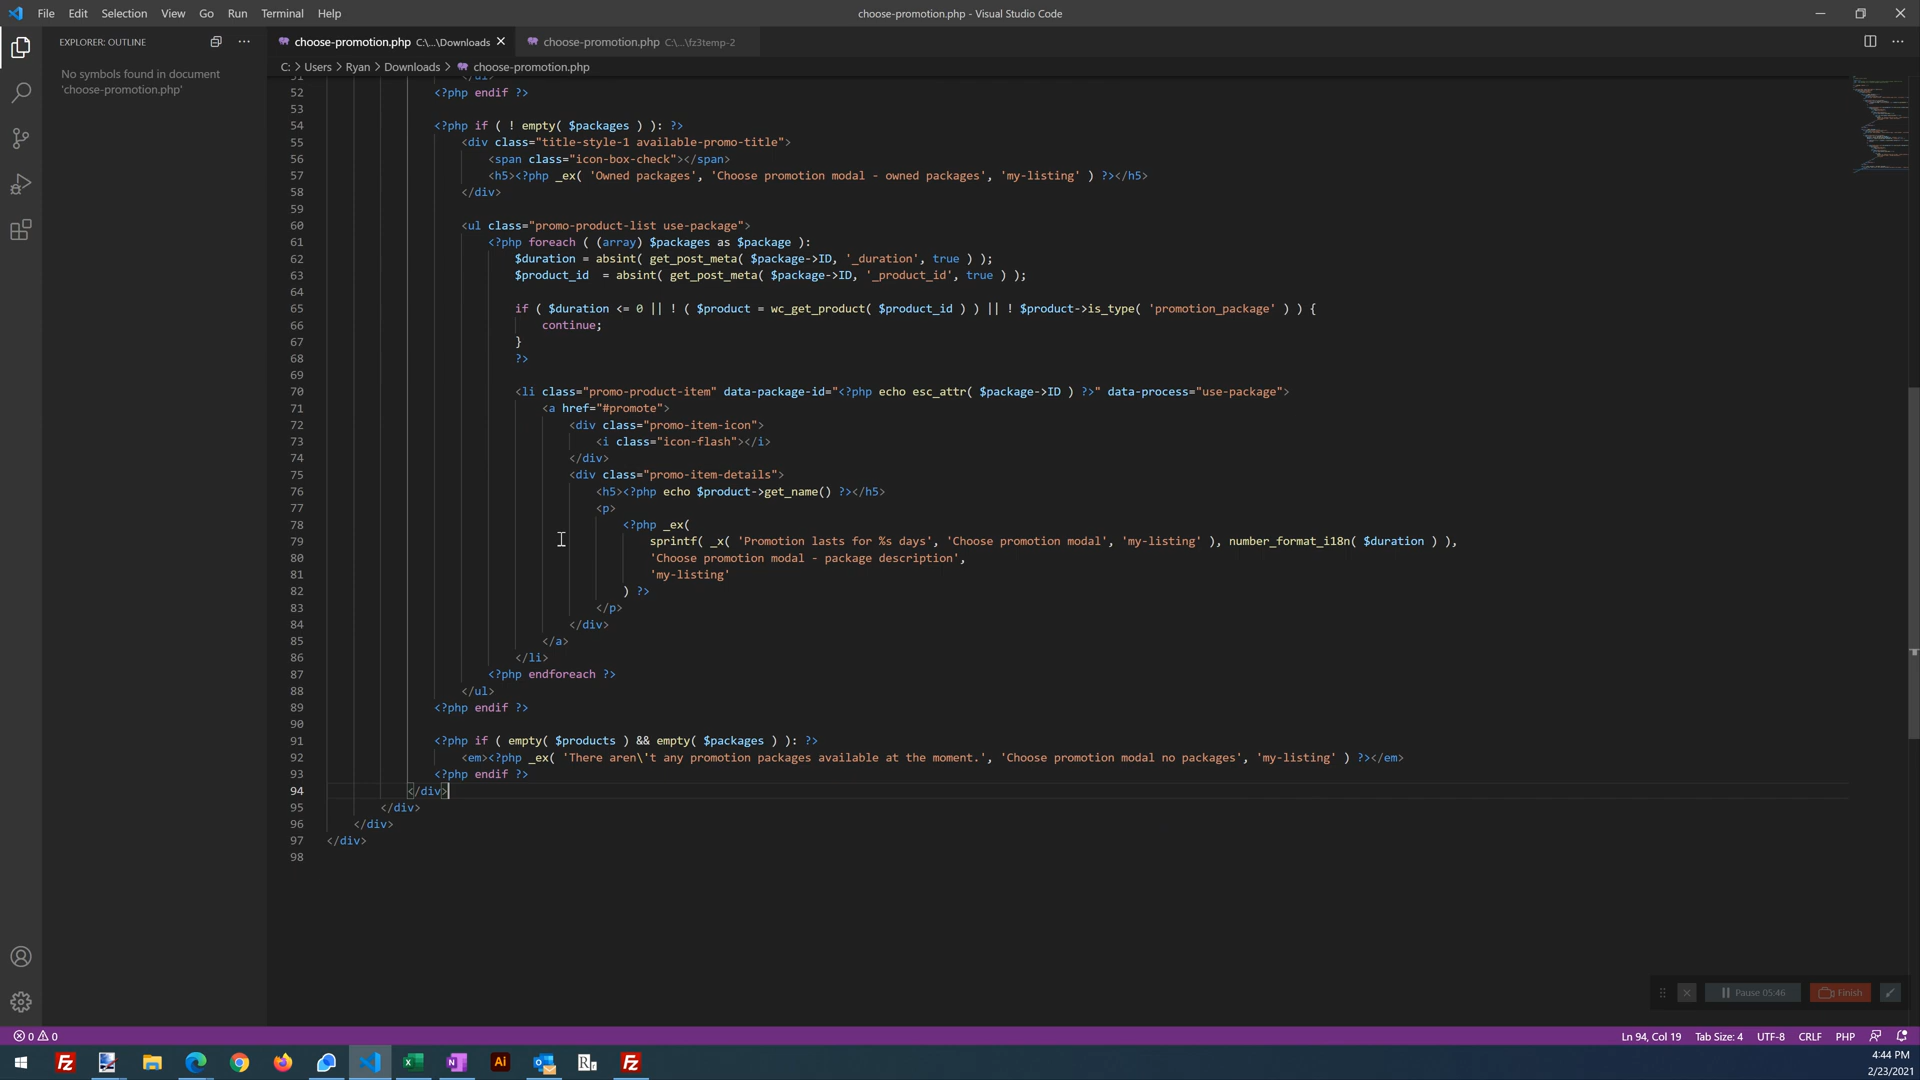 File Edit Selection View Go Run Terminal Help
choose-promotion.php - Visual Studio Code
EXPLORER: OUTLINE
No symbols found in document
'choose-promotion.php'
choose-promotion.php C:\...\Downloads
choose-promotion.php C:\...\fz3temp-2
C: > Users > Ryan > Downloads > choose-promotion.php
51 </ul>
52 <?php endif ?>
53
54 <?php if ( ! empty( $packages ) ): ?>
55 <div class="title-style-1 available-promo-title">
56 <span class="icon-box-check"></span>
57 <h5><?php _ex( 'Owned packages', 'Choose promotion modal - owned packages', 'my-listing' ) ?></h5>
58 </div>
59
60 <ul class="promo-product-list use-package">
61 <?php foreach ( (array) $packages as $package ):
62 $duration = absint( get_post_meta( $package->ID, '_duration', true ) );
63 $product_id  = absint( get_post_meta( $package->ID, '_product_id', true ) );
64
65 if ( $duration <= 0 || ! ( $product = wc_get_product( $product_id ) ) || ! $product->is_type( 'promotion_package' ) ) {
66 continue;
67 }
68 ?>
69
70 <li class="promo-product-item" data-package-id="<?php echo esc_attr( $package->ID ) ?>" data-process="use-package">
71 <a href="#promote">
72 <div class="promo-item-icon">
73 <i class="icon-flash"></i>
74 </div>
75 <div class="promo-item-details">
76 <h5><?php echo $product->get_name() ?></h5>
77 <p>
78 <?php _ex(
79 sprintf( _x( 'Promotion lasts for %s days', 'Choose promotion modal', 'my-listing' ), number_format_i18n( $duration ) ),
80 'Choose promotion modal - package description',
81 'my-listing'
82 ) ?>
83 </p>
84 </div>
85 </a>
86 </li>
87 <?php endforeach ?>
88 </ul>
89 <?php endif ?>
90
91 <?php if ( empty( $products ) && empty( $packages ) ): ?>
92 <em><?php _ex( 'There aren\'t any promotion packages available at the moment.', 'Choose promotion modal no packages', 'my-listing' ) ?></em>
93 <?php endif ?>
94 </div>
95 </div>
96 </div>
97 </div>
98
Pause 05:46 Finish
0 0
Ln 94, Col 19 Tab Size: 4 UTF-8 CRLF PHP
4:44 PM
2/23/2021